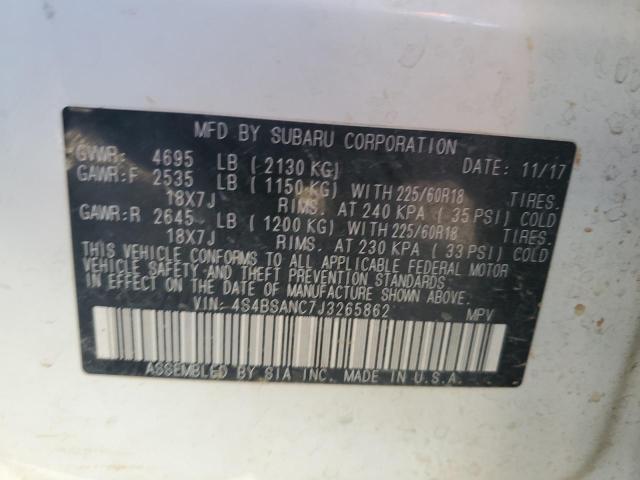 MFD BY SUBARU CORPORATION
GVWR: 4695 LB ( 2130 KG) DATE: 11/17
GAWR:F 2535 LB ( 1150 KG) WITH 225/60R18 TIRES.
18X7J RIMS. AT 240 KPA ( 35 PSI) COLD
GAWR:R 2645 LB ( 1200 KG) WITH 225/60R18 TIRES.
18X7J RIMS. AT 230 KPA ( 33 PSI) COLD
THIS VEHICLE CONFORMS TO ALL APPLICABLE FEDERAL MOTOR
VEHICLE SAFETY AND THEFT PREVENTION STANDARDS
IN EFFECT ON THE DATE OF MANUFACTURE SHOWN ABOVE.
VIN: 4S4BSANC7J3265862 MPV
ASSEMBLED BY SIA INC. MADE IN U.S.A.